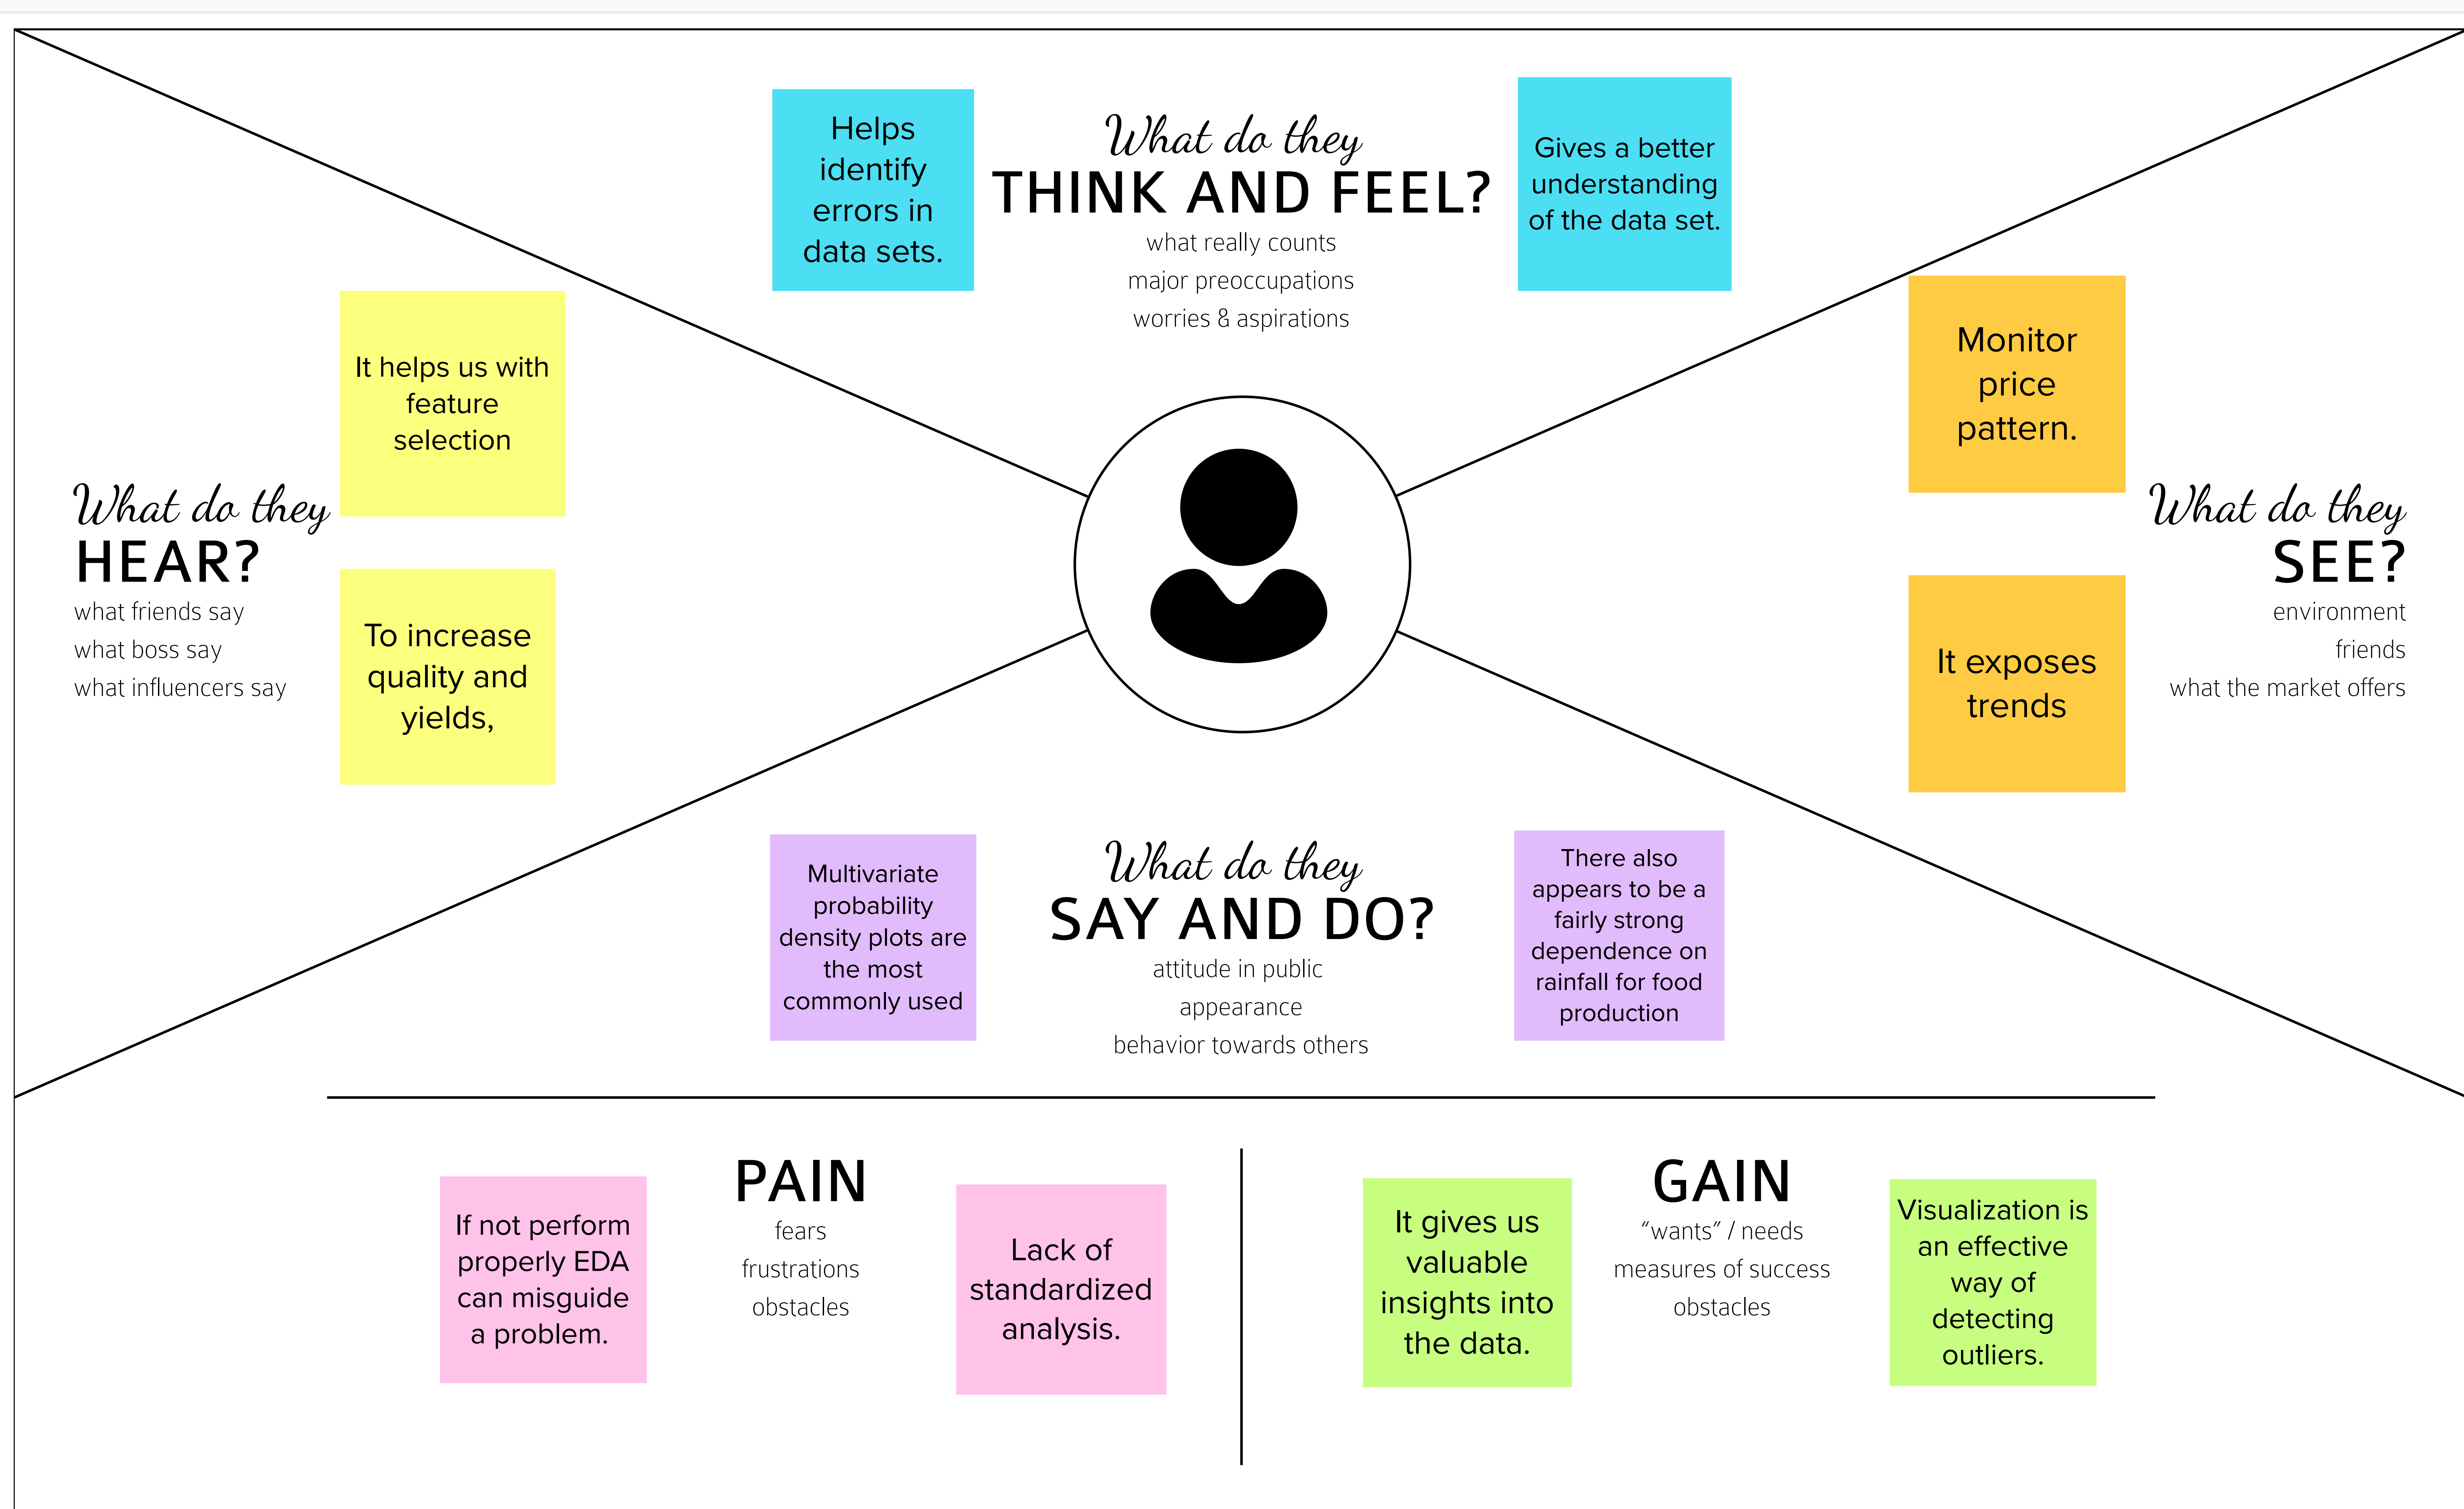 Helps
identify
errors in
data sets.
What do they
THINK AND FEEL?
what really counts
major preoccupations
worries & aspirations
Gives a better
understanding
of the data set.
It helps us with
feature
selection
What do they
HEAR?
what friends say
what boss say
what influencers say
To increase
quality and
yields,
Monitor
price
pattern.
What do they
SEE?
environment
friends
what the market offers
It exposes
trends
Multivariate
probability
density plots are
the most
commonly used
What do they
SAY AND DO?
attitude in public
appearance
behavior towards others
There also
appears to be a
fairly strong
dependence on
rainfall for food
production
If not perform
properly EDA
can misguide
a problem.
PAIN
fears
frustrations
obstacles
Lack of
standardized
analysis.
It gives us
valuable
insights into
the data.
GAIN
“wants” / needs
measures of success
obstacles
Visualization is
an effective
way of
detecting
outliers.